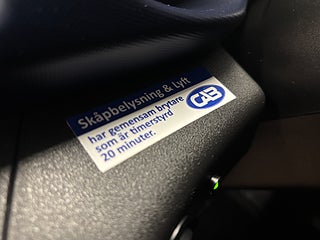 Skåpbelysning & Lyft
har gemensam brytare
som är timerstyrd
20 minuter.
CAB